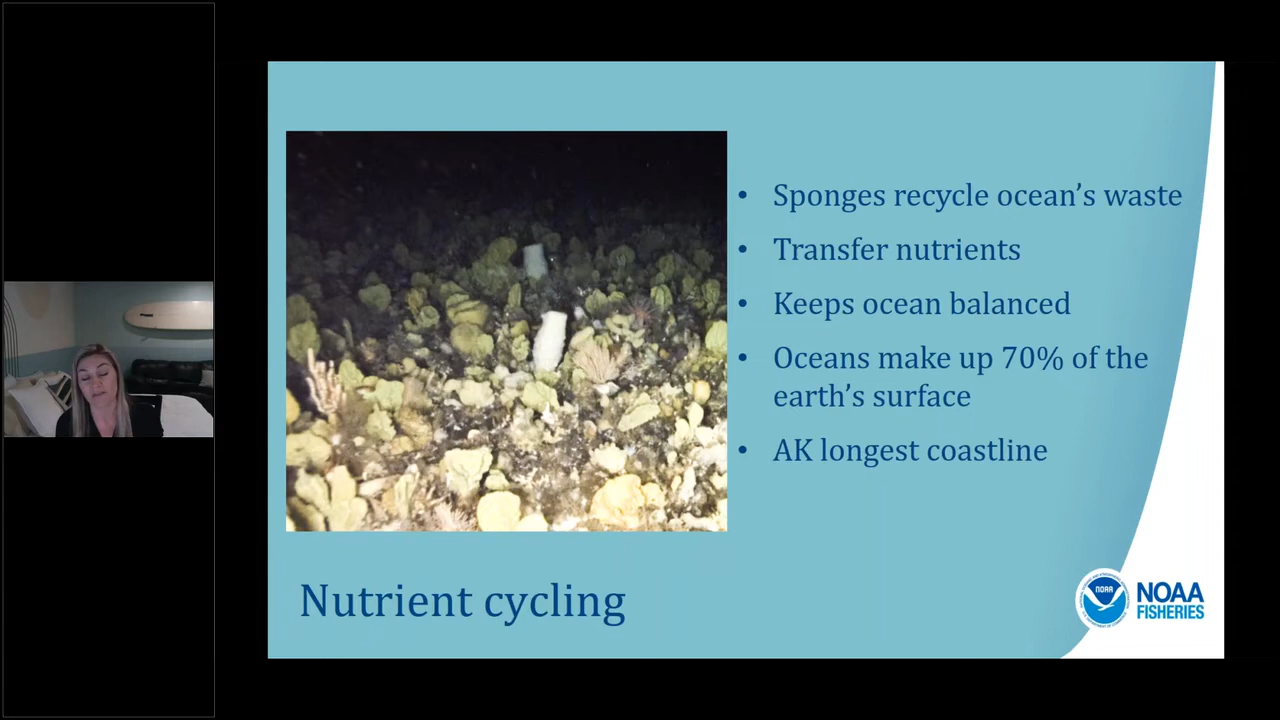 • Sponges recycle ocean’s waste
• Transfer nutrients
• Keeps ocean balanced
• Oceans make up 70% of the
earth’s surface
• AK longest coastline
Nutrient cycling
NOAA
NOAA
FISHERIES